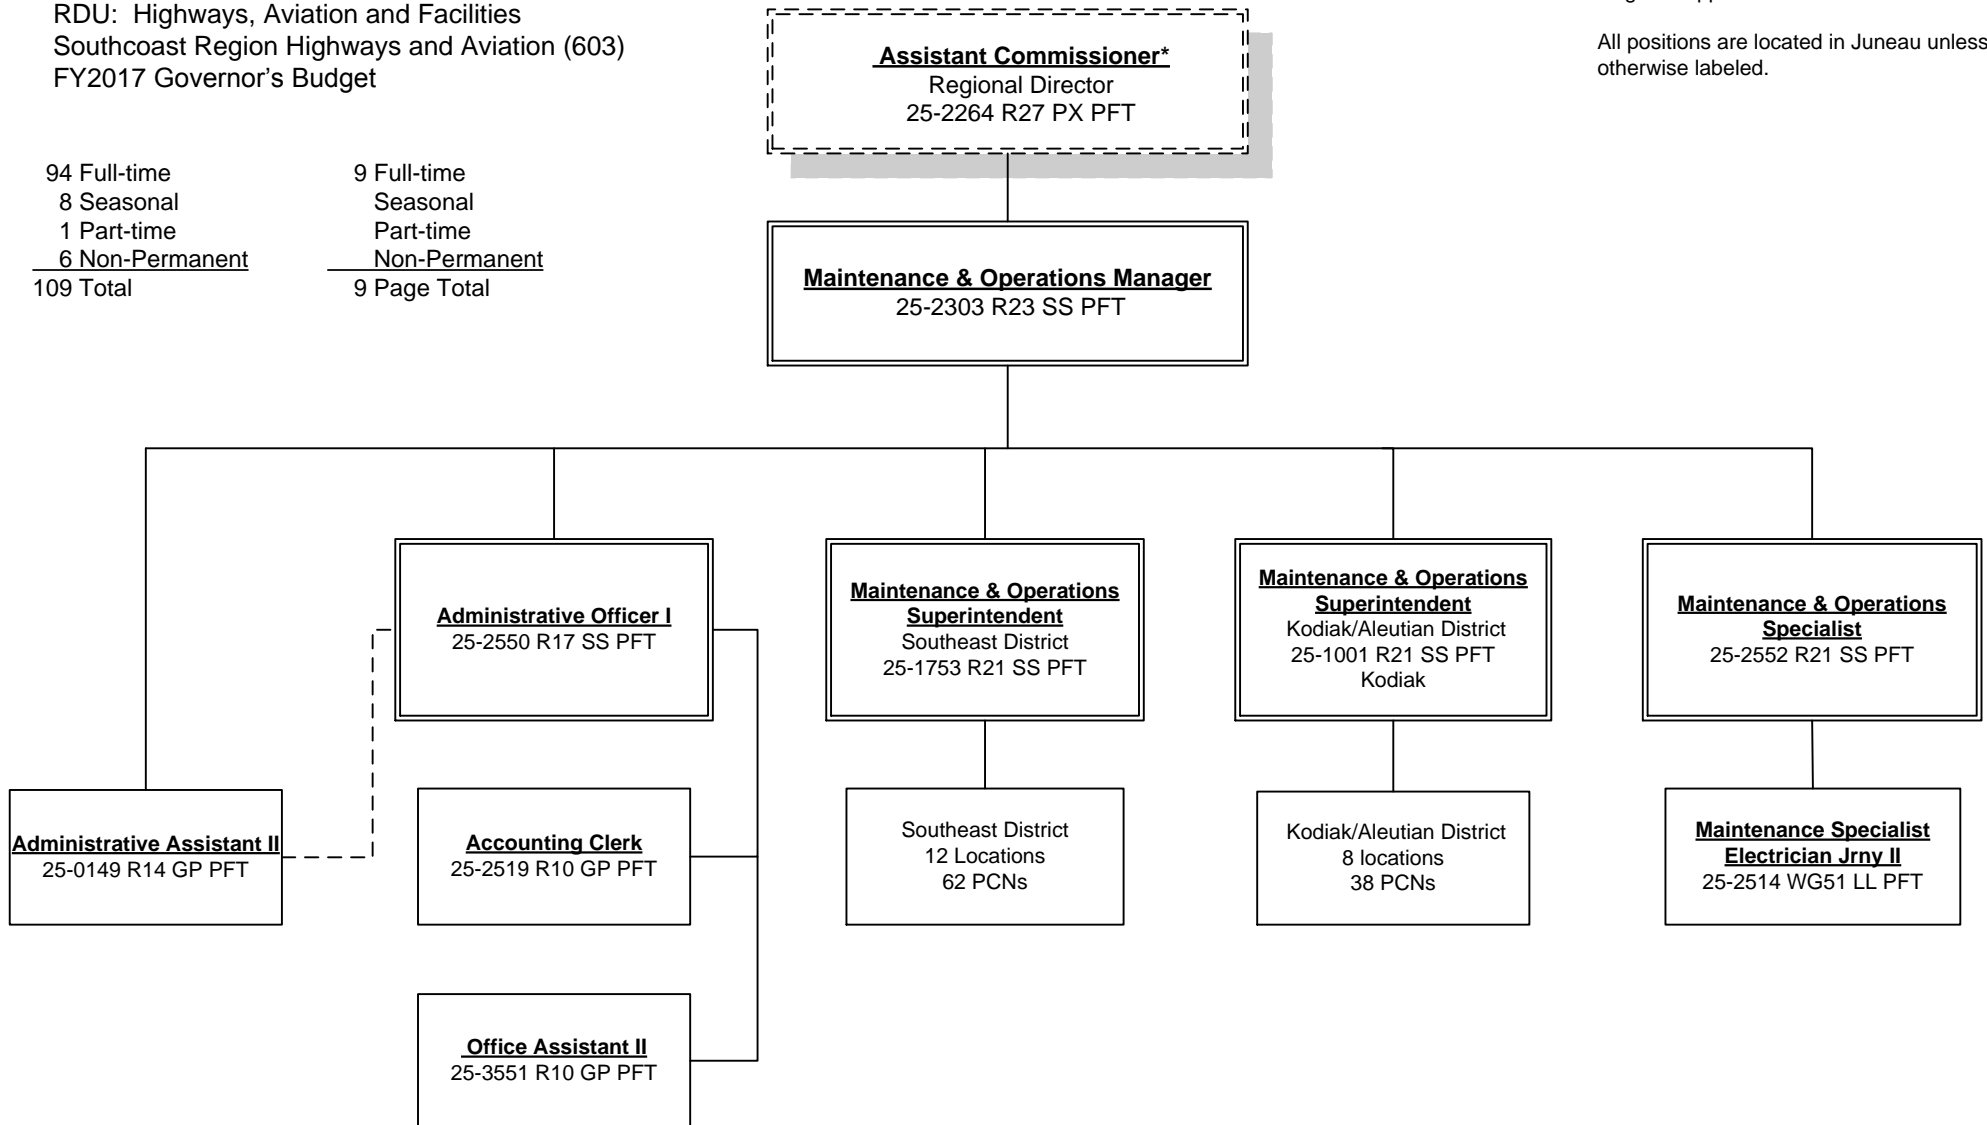 RDU: Highways, Aviation and Facilities
Southcoast Region Highways and Aviation (603)
FY2017 Governor's Budget
All positions are located in Juneau unless
otherwise labeled.
94 Full-time
8 Seasonal
1 Part-time
6 Non-Permanent
109 Total
9 Full-time
Seasonal
Part-time
Non-Permanent
9 Page Total
Assistant Commissioner*
Regional Director
25-2264 R27 PX PFT
Maintenance & Operations Manager
25-2303 R23 SS PFT
Administrative Officer I
25-2550 R17 SS PFT
Maintenance & Operations
Superintendent
Southeast District
25-1753 R21 SS PFT
Maintenance & Operations
Superintendent
Kodiak/Aleutian District
25-1001 R21 SS PFT
Kodiak
Maintenance & Operations
Specialist
25-2552 R21 SS PFT
Administrative Assistant II
25-0149 R14 GP PFT
Accounting Clerk
25-2519 R10 GP PFT
Southeast District
12 Locations
62 PCNs
Kodiak/Aleutian District
8 locations
38 PCNs
Maintenance Specialist
Electrician Jrny II
25-2514 WG51 LL PFT
Office Assistant II
25-3551 R10 GP PFT